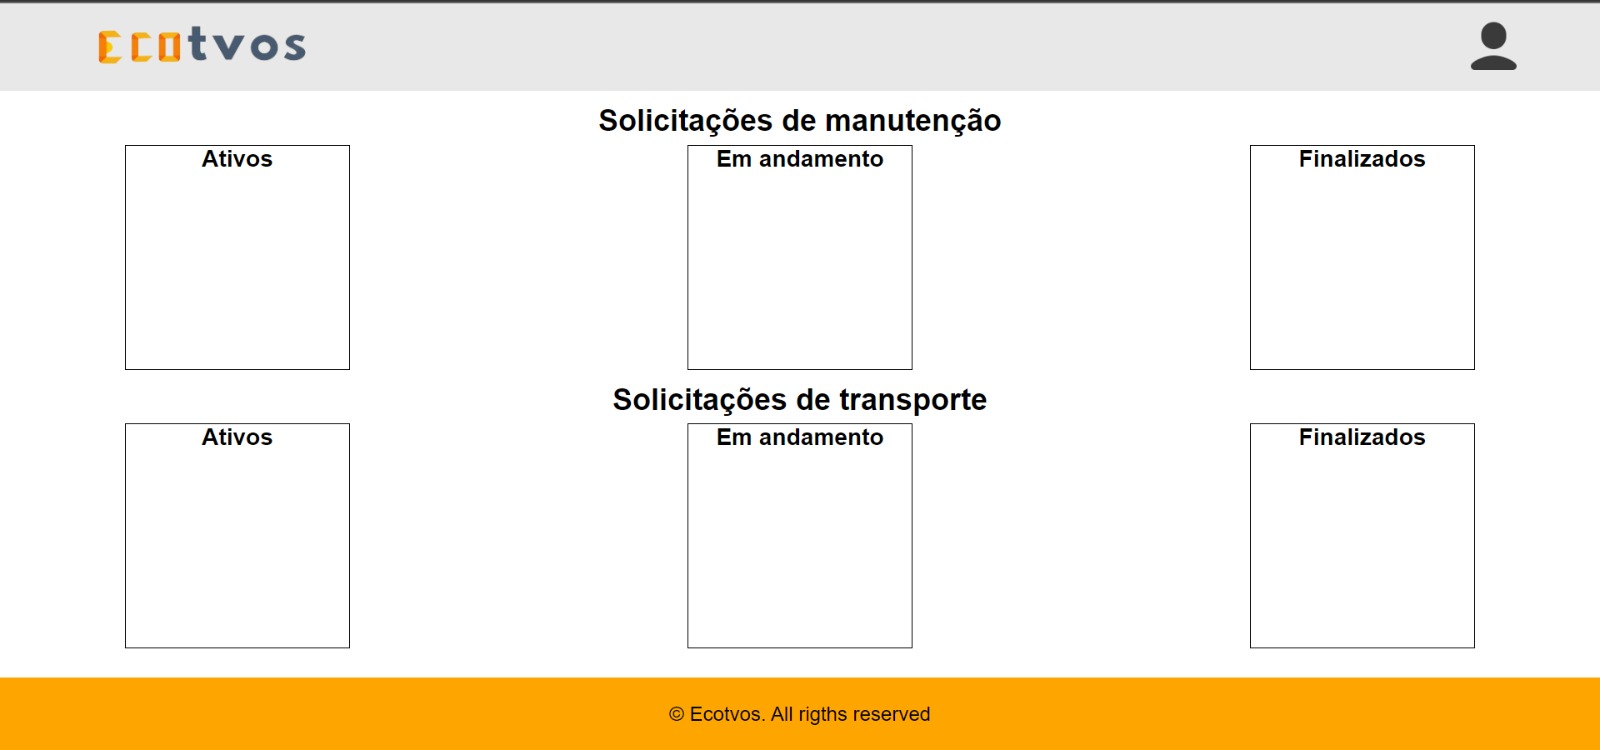 Ecotvos
Solicitações de manutenção
Ativos
Em andamento
Finalizados
Solicitações de transporte
Ativos
Em andamento
Finalizados
© Ecotvos. All rigths reserved